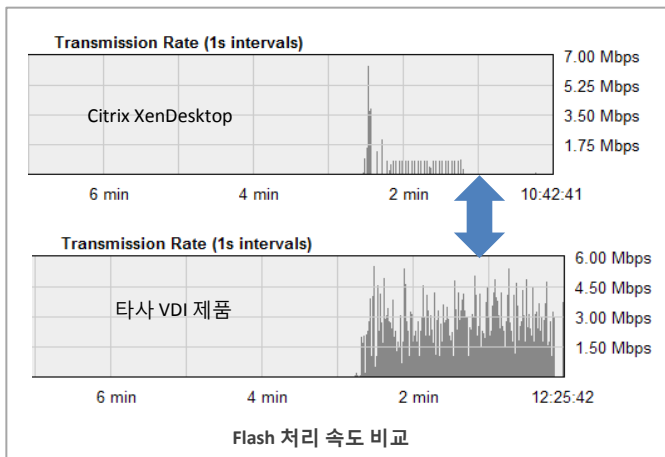 Transmission Rate (1s intervals)
7.00 Mbps
5.25 Mbps
3.50 Mbps
1.75 Mbps
Citrix XenDesktop
6 min 4 min 2 min 10:42:41
Transmission Rate (1s intervals)
6.00 Mbps
4.50 Mbps
3.00 Mbps
1.50 Mbps
타사 VDI 제품
6 min 4 min 2 min 12:25:42
Flash 처리 속도 비교